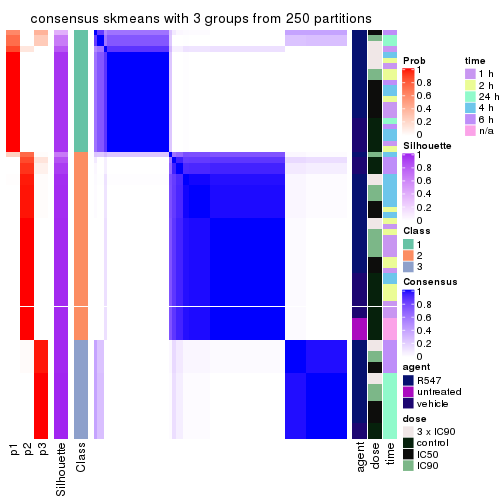 consensus skmeans with 3 groups from 250 partitions
Prob
1
0.8
0.6
0.4
0.2
0
time
1 h
2 h
24 h
4 h
6 h
n/a
Silhouette
1
0.8
0.6
0.4
0.2
0
Class
1
2
3
Consensus
1
0.8
0.6
0.4
0.2
0
agent
R547
untreated
vehicle
dose
3 x IC90
control
IC50
IC90
p1
p2
p3
Silhouette
Class
agent
dose
time